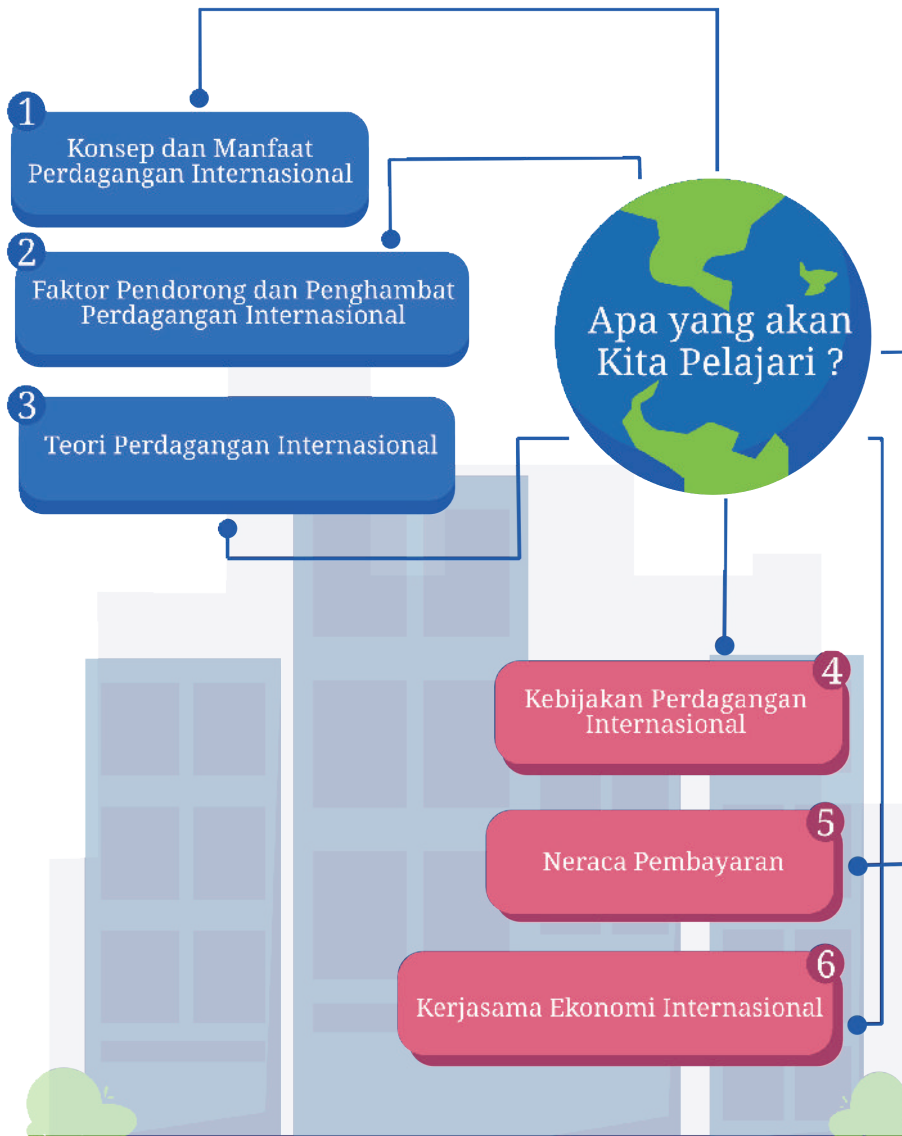 1
Konsep dan Manfaat
Perdagangan Internasional
2
Faktor Pendorong dan Penghambat
Perdagangan Internasional
3
Teori Perdagangan Internasional
Apa yang akan
Kita Pelajari ?
4
Kebijakan Perdagangan
Internasional
5
Neraca Pembayaran
6
Kerjasama Ekonomi Internasional